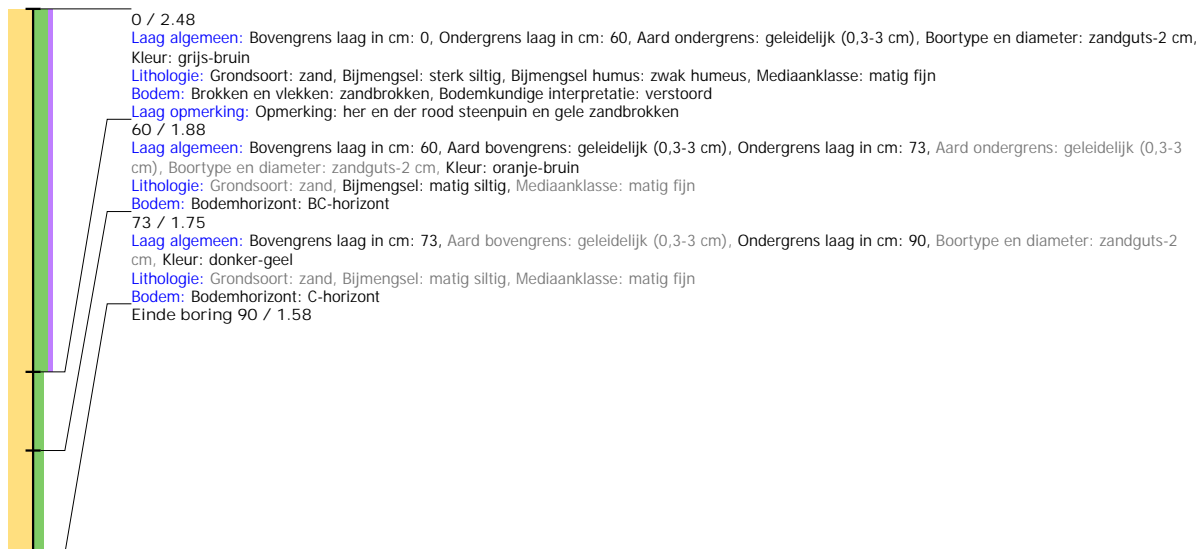 0 / 2.48
Laag algemeen: Bovengrens laag in cm: 0, Ondergrens laag in cm: 60, Aard ondergrens: geleidelijk (0,3-3 cm), Boortype en diameter: zandguts-2 cm,
Kleur: grijs-bruin
Lithologie: Grondsoort: zand, Bijmengsel: sterk siltig, Bijmengsel humus: zwak humeus, Mediaanklasse: matig fijn
Bodem: Brokken en vlekken: zandbrokken, Bodemkundige interpretatie: verstoord
Laag opmerking: Opmerking: her en der rood steenpuin en gele zandbrokken
60 / 1.88
Laag algemeen: Bovengrens laag in cm: 60, Aard bovengrens: geleidelijk (0,3-3 cm), Ondergrens laag in cm: 73, Aard ondergrens: geleidelijk (0,3-3
cm), Boortype en diameter: zandguts-2 cm, Kleur: oranje-bruin
Lithologie: Grondsoort: zand, Bijmengsel: matig siltig, Mediaanklasse: matig fijn
Bodem: Bodemhorizont: BC-horizont
73 / 1.75
Laag algemeen: Bovengrens laag in cm: 73, Aard bovengrens: geleidelijk (0,3-3 cm), Ondergrens laag in cm: 90, Boortype en diameter: zandguts-2
cm, Kleur: donker-geel
Lithologie: Grondsoort: zand, Bijmengsel: matig siltig, Mediaanklasse: matig fijn
Bodem: Bodemhorizont: C-horizont
Einde boring 90 / 1.58